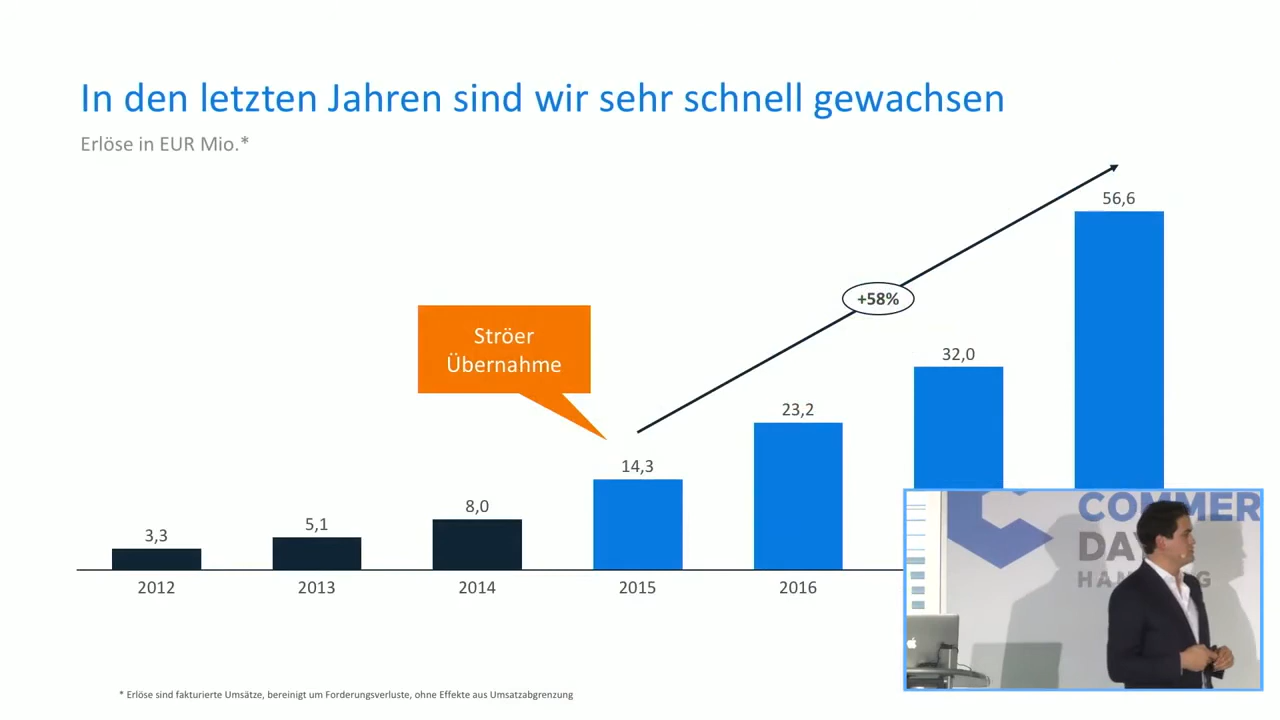 In den letzten Jahren sind wir sehr schnell gewachsen
Erlöse in EUR Mio.*
56,6
+58%
Ströer
Übernahme
32,0
23,2
14,3
8,0
5,1
3,3
2012 2013 2014 2015 2016
COMMER
DAY
HAMBURG
* Erlöse sind fakturierte Umsätze, bereinigt um Forderungsverluste, ohne Effekte aus Umsatzabgrenzung